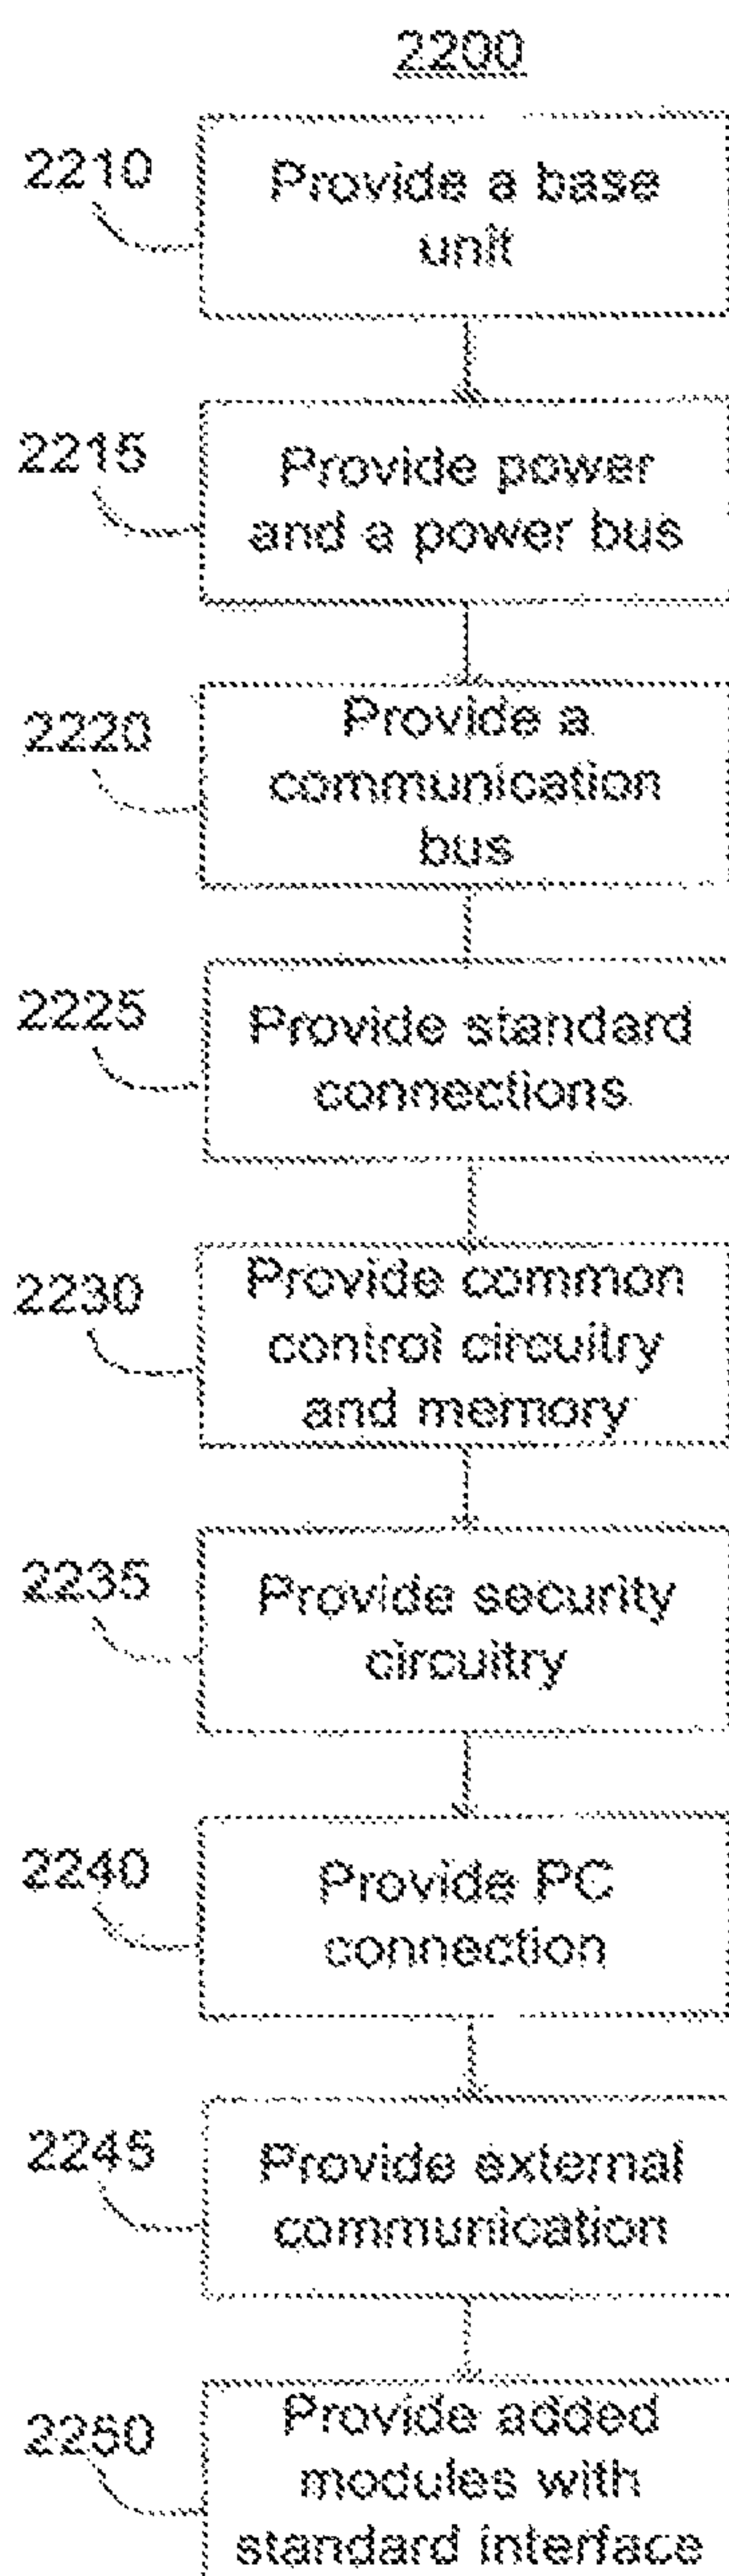 2200
2210
Provide a base
unit
2215
Provide power
and a power bus
2220
Provide a
communication
bus
2225
Provide standard
connections
2230
Provide common
control circuitry
and memory
2235
Provide security
circuitry
2240
Provide PC
connection
2245
Provide external
communication
2250
Provide added
modules with
standard interface